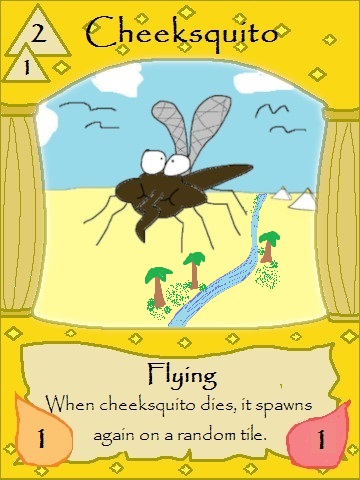 2
1
Cheeksquito
Flying
When cheeksquito dies, it spawns
again on a random tile.
1
1